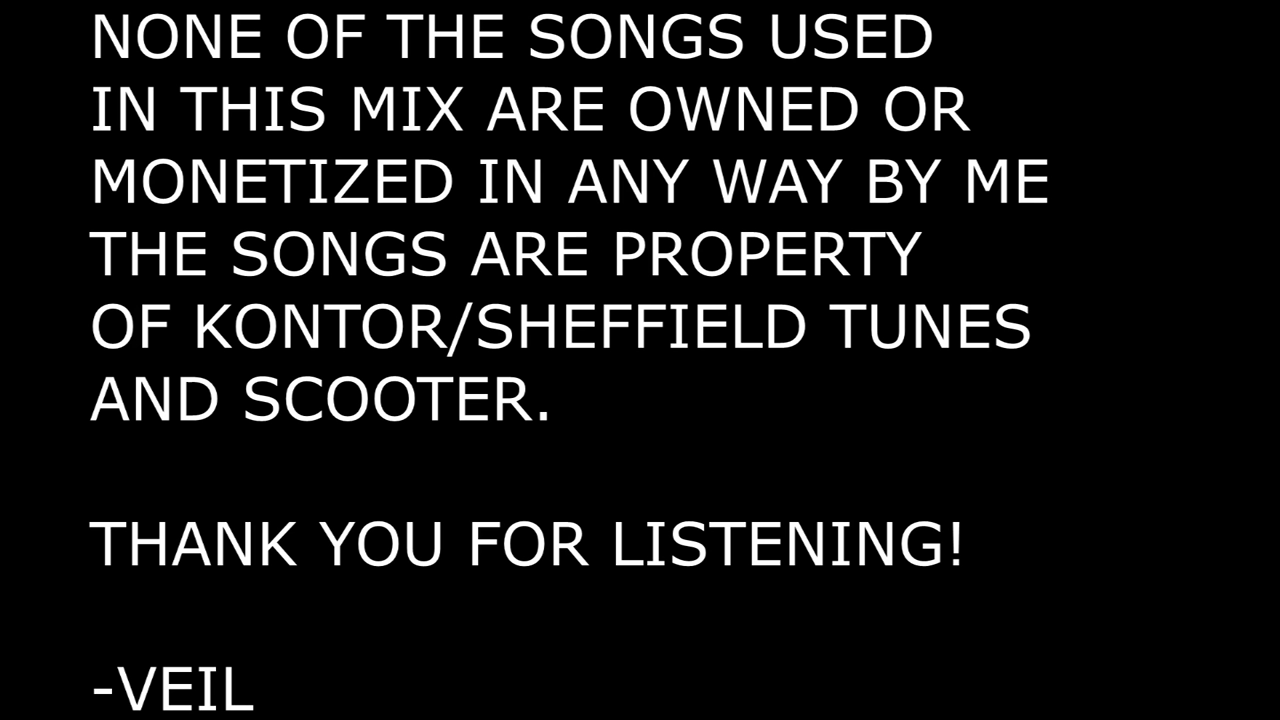 NONE OF THE SONGS USED
IN THIS MIX ARE OWNED OR
MONETIZED IN ANY WAY BY ME
THE SONGS ARE PROPERTY
OF KONTOR/SHEFFIELD TUNES
AND SCOOTER.
THANK YOU FOR LISTENING!
-VEIL